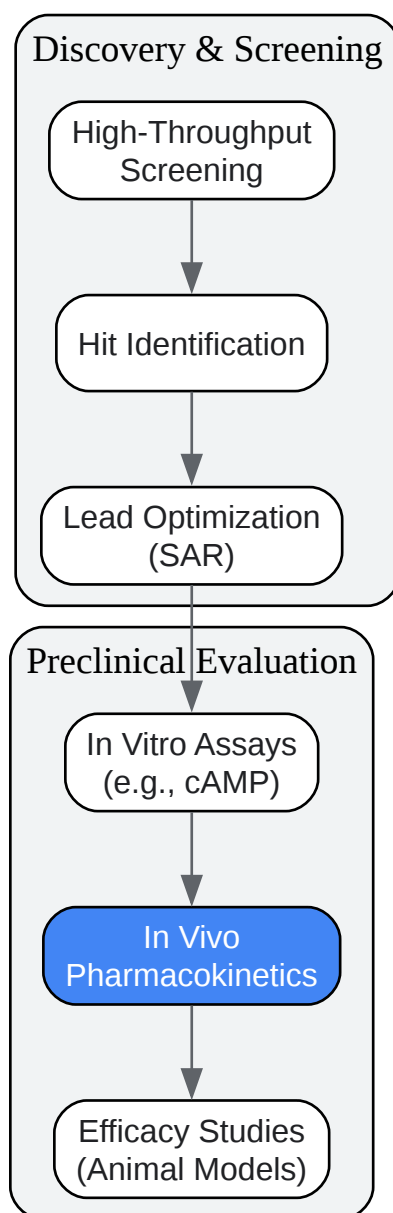 Discovery & Screening
High-Throughput
Screening
Hit Identification
Lead Optimization
(SAR)
Preclinical Evaluation
In Vitro Assays
(e.g., cAMP)
In Vivo
Pharmacokinetics
Efficacy Studies
(Animal Models)